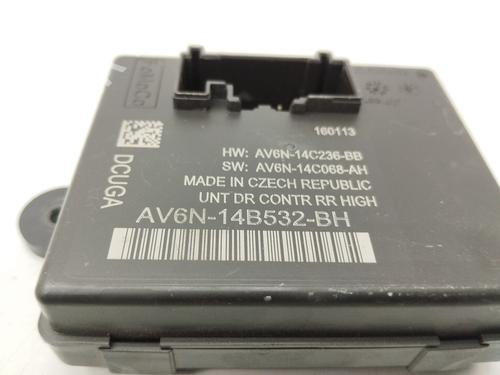 FoMoCo
160113
HW: AV6N-14C236-BB
SW: AV6N-14C068-AH
MADE IN CZECH REPUBLIC
UNT DR CONTR RR HIGH
AV6N-14B532-BH
DCUGA